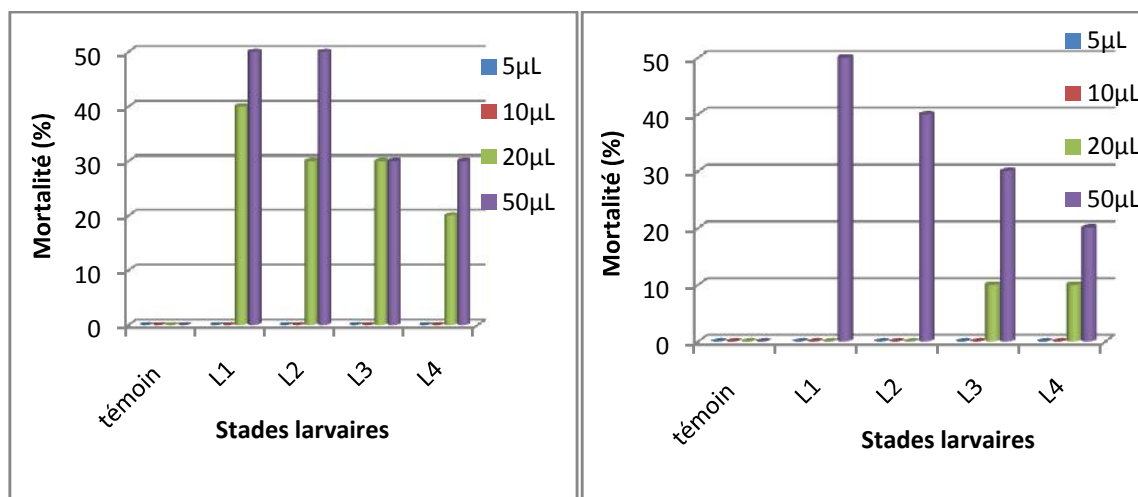 50
40
30
20
10
0
Mortalité (%)
témoin
L1
L2
L3
L4
Stades larvaires
5µL
10µL
20µL
50µL
50
40
30
20
10
0
Mortalité (%)
témoin
L1
L2
L3
L4
Stades larvaires
5µL
10µL
20µL
50µL